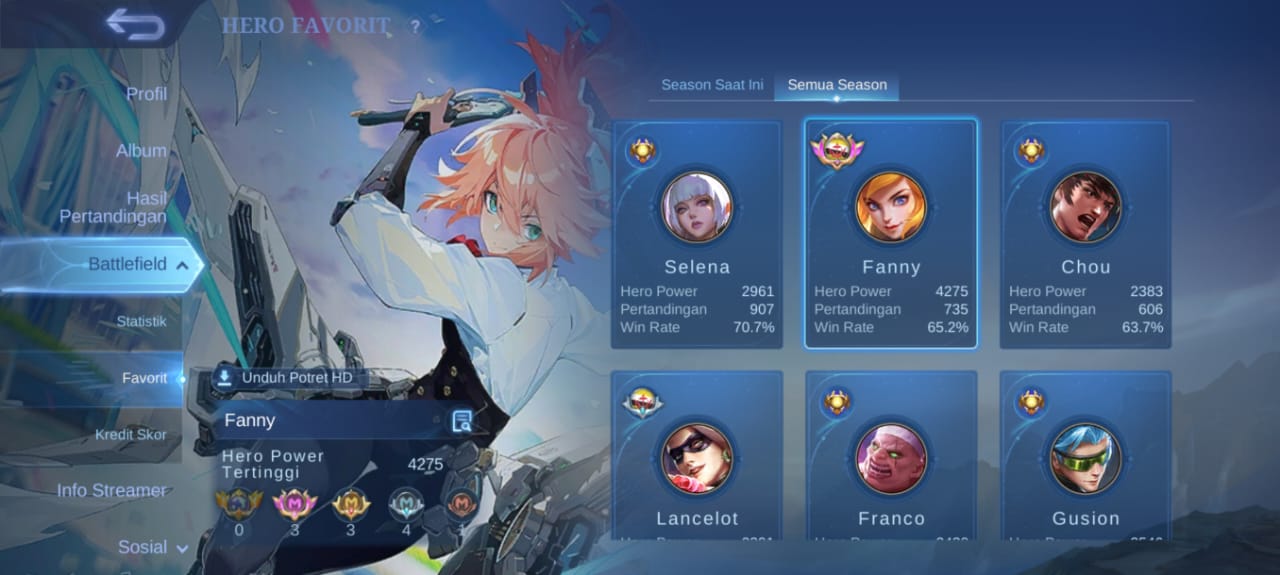 HERO FAVORIT ?
Profil
Album
Hasil
Pertandingan
Battlefield
Statistik
Favorit
Kredit Skor
Info Streamer
Sosial
Unduh Potret HD
Fanny
Hero Power
Tertinggi
4275
0 3 3 4 1
Season Saat Ini
Semua Season
Selena
Hero Power 2961
Pertandingan 907
Win Rate 70.7%
Fanny
Hero Power 4275
Pertandingan 735
Win Rate 65.2%
Chou
Hero Power 2383
Pertandingan 606
Win Rate 63.7%
Lancelot
Franco
Gusion